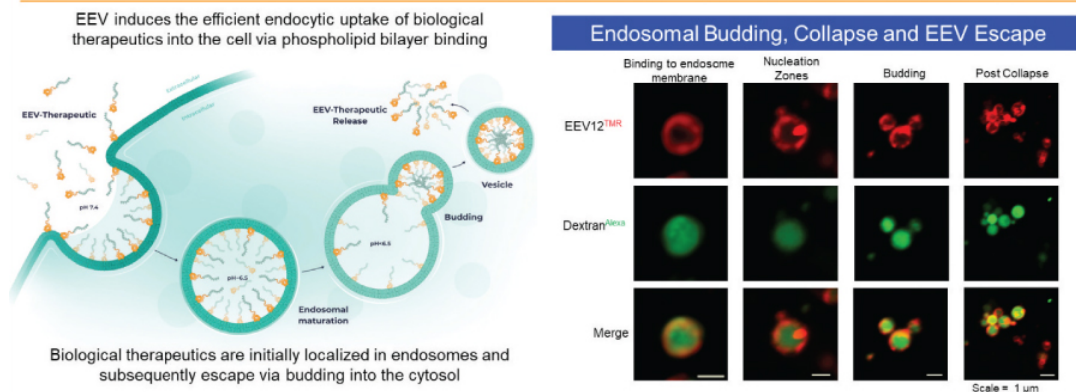 EEV induces the efficient endocytic uptake of biological
therapeutics into the cell via phospholipid bilayer binding
extracellular
intracellular
EEV-Therapeutic
pH 7.4
EEV-Therapeutic
Release
Vesicle
Budding
pH<6.5
pH~6.5
Endosomal
maturation
Biological therapeutics are initially localized in endosomes and
subsequently escape via budding into the cytosol
Endosomal Budding, Collapse and EEV Escape
Binding to endosome
membrane
Nucleation
Zones
Budding
Post Collapse
EEV12TMR
DextranAlexa
Merge
Scale = 1 um